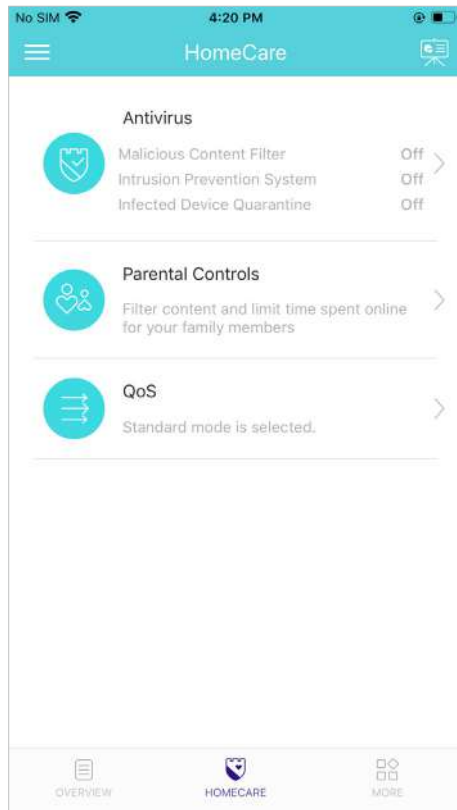 No SIM 4:20 PM
HomeCare
Antivirus
Malicious Content Filter Off
Intrusion Prevention System Off
Infected Device Quarantine Off
Parental Controls
Filter content and limit time spent online
for your family members
QoS
Standard mode is selected.
OVERVIEW HOMECARE MORE